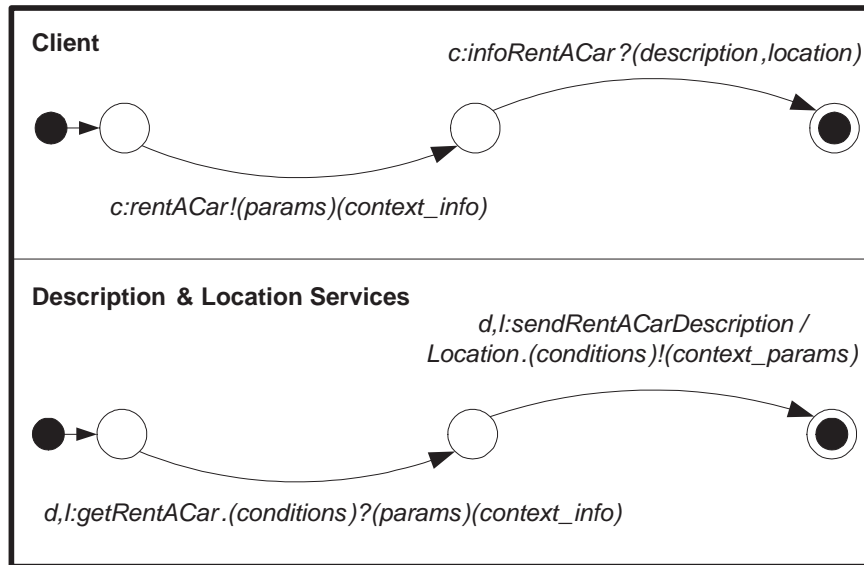 Client
c:infoRentACar?(description,location)
c:rentACar!(params)(context_info)
Description & Location Services
d,l:sendRentACarDescription /
Location.(conditions)!(context_params)
d,l:getRentACar.(conditions)?(params)(context_info)